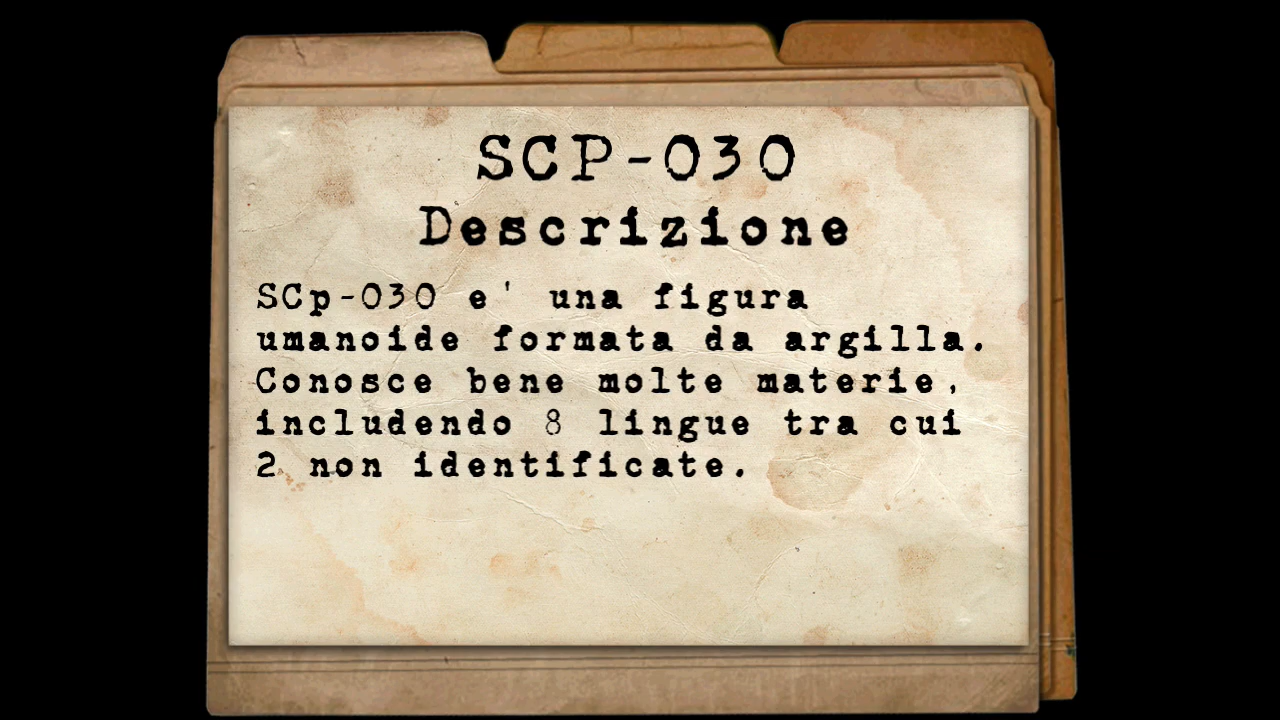 SCP-030
Descrizione
SCp-030 e' una figura
umanoide formata da argilla.
Conosce bene molte materie,
includendo 8 lingue tra cui
2 non identificate.